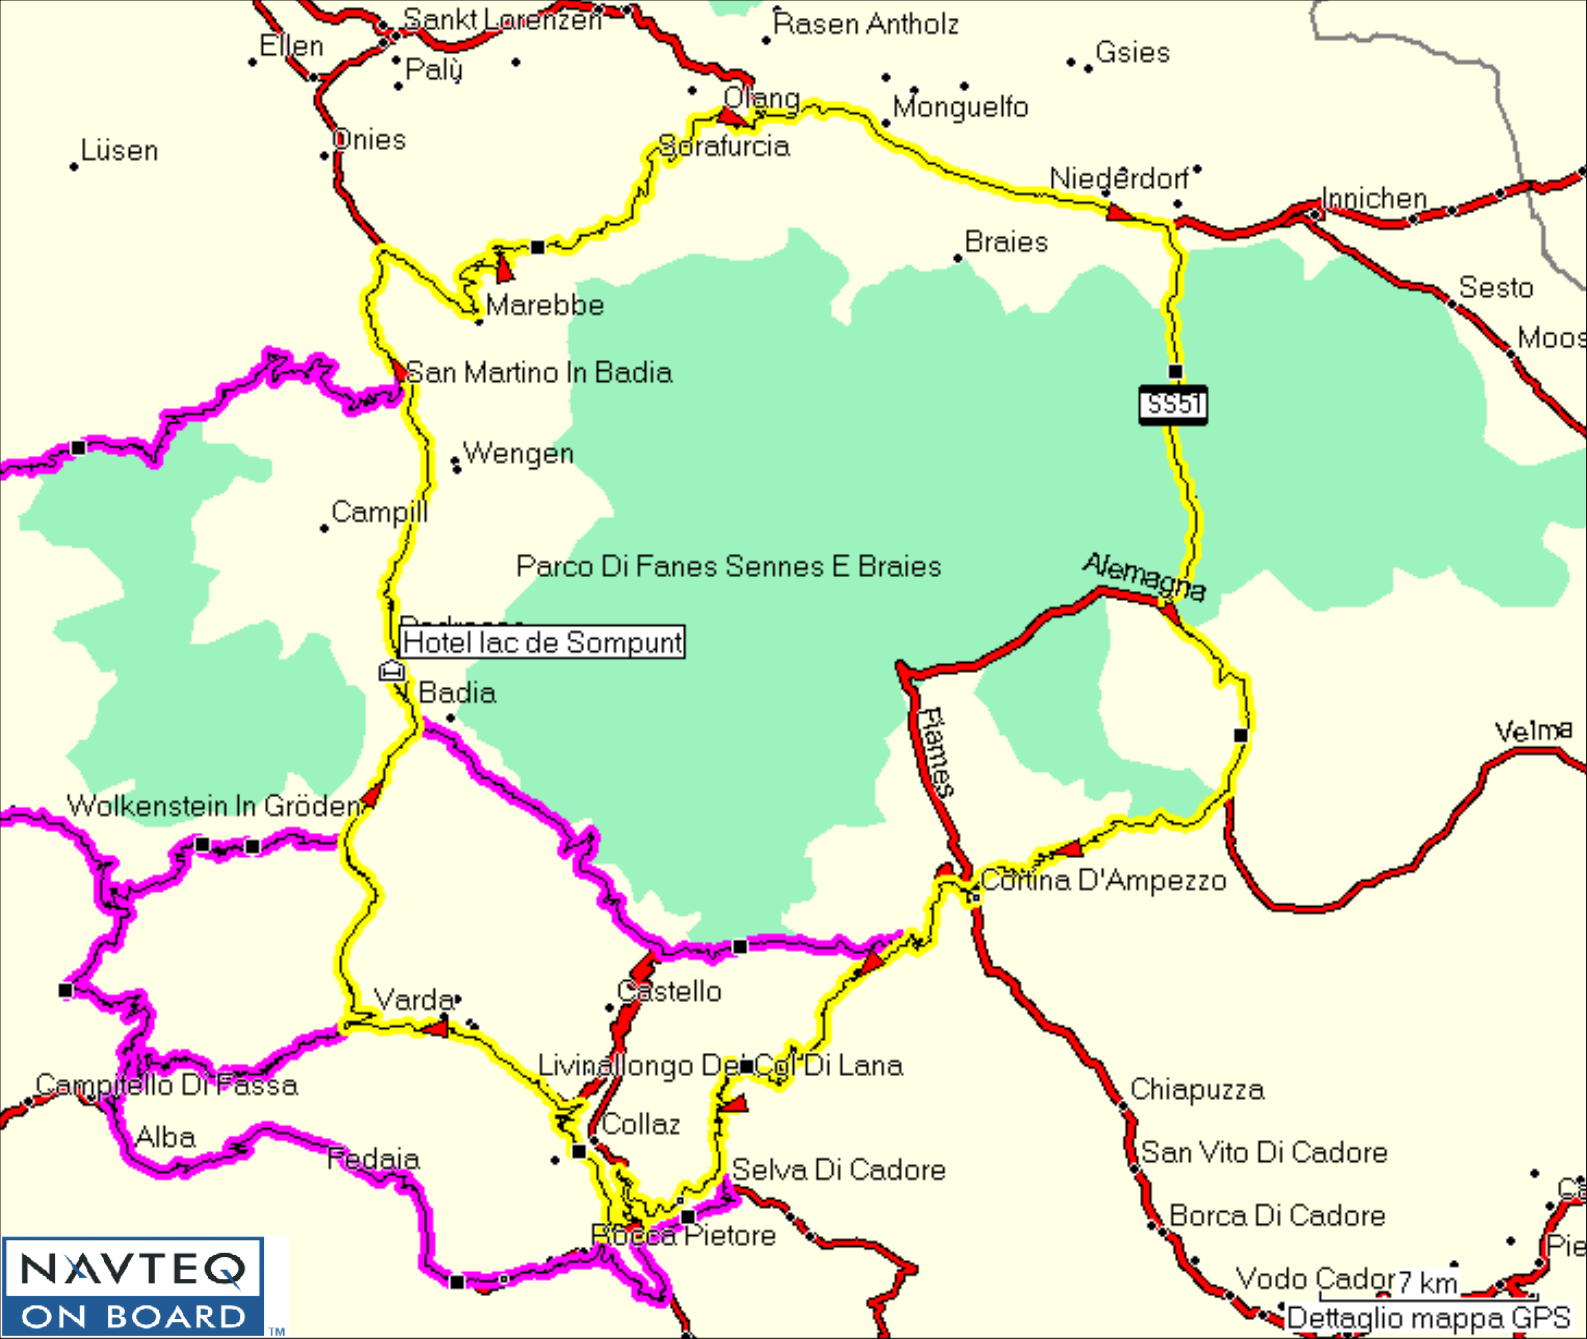 Sankt Lorenzen
Rasen Antholz
Ellen
Gsies
Palù
Olang
Monguelfo
Onies
Lüsen
Sorafurcia
Niederdorf
Innichen
Braies
Sesto
Marebbe
Moos
San Martino In Badia
SS51
Wengen
Campill
Parco Di Fanes Sennes E Braies
Alemagna
Hotel lac de Sompunt
Badia
Fiames
Velma
Wolkenstein In Gröden
Cortina D'Ampezzo
Varda
Castello
Livinallongo Del Col Di Lana
Campitello Di Fassa
Chiapuzza
Collaz
Alba
Fedaia
San Vito Di Cadore
Selva Di Cadore
Borca Di Cadore
Rocca Pietore
Pie
NAVTEQ
ON BOARD
TM
Vodo Cador
7 km
Dettaglio mappa GPS